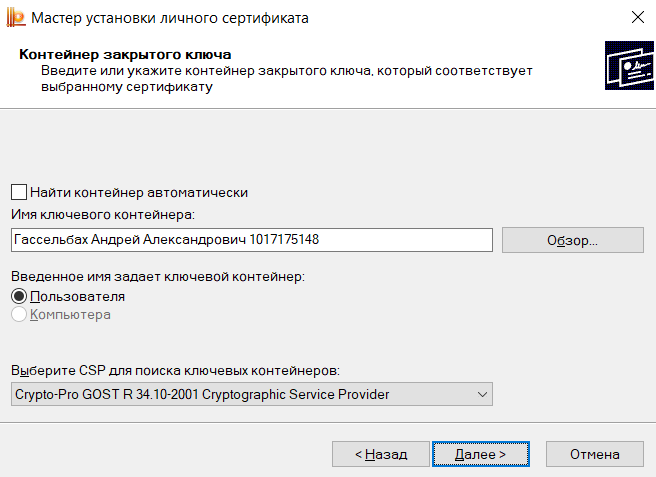 Мастер установки личного сертификата
Контейнер закрытого ключа
Введите или укажите контейнер закрытого ключа, который соответствует
выбранному сертификату
Найти контейнер автоматически
Имя ключевого контейнера:
Гассельбах Андрей Александрович 1017175148
Обзор...
Введенное имя задает ключевой контейнер:
Пользователя
Компьютера
Выберите CSP для поиска ключевых контейнеров:
Crypto-Pro GOST R 34.10-2001 Cryptographic Service Provider
< Назад
Далее >
Отмена